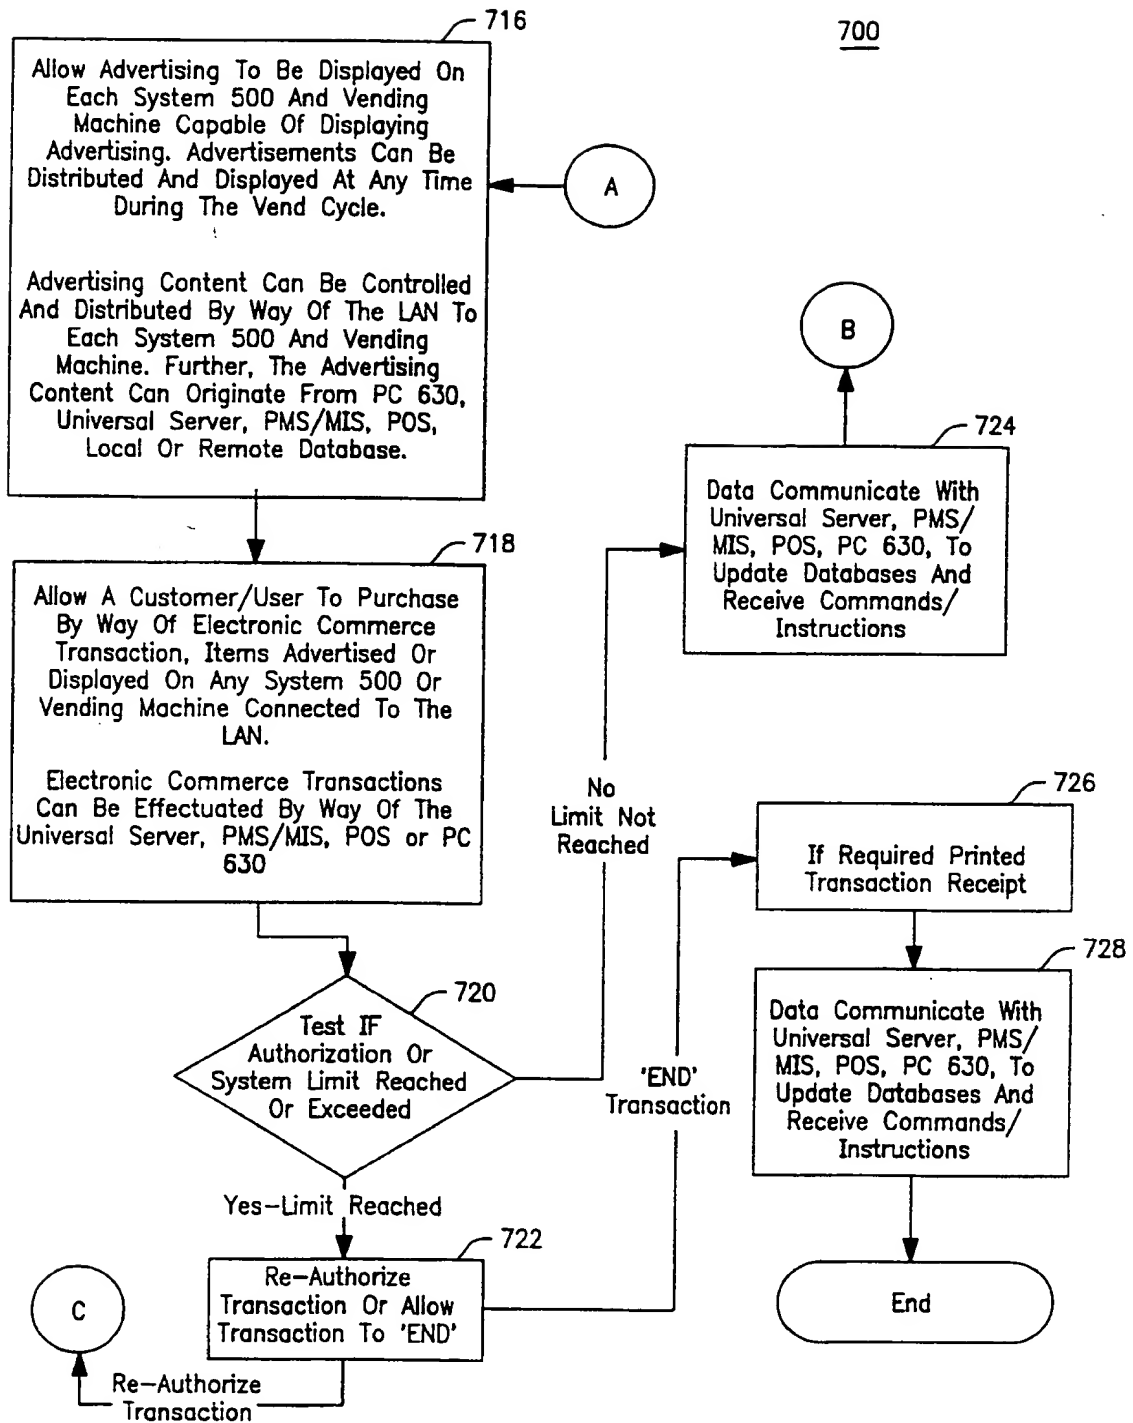 716
700
Allow Advertising To Be Displayed On
Each System 500 And Vending
Machine Capable Of Displaying
Advertising. Advertisements Can Be
Distributed And Displayed At Any Time
During The Vend Cycle.
A
Advertising Content Can Be Controlled
And Distributed By Way Of The LAN To
Each System 500 And Vending
Machine. Further, The Advertising
Content Can Originate From PC 630,
Universal Server, PMS/MIS, POS,
Local Or Remote Database.
B
724
Data Communicate With
Universal Server, PMS/
MIS, POS, PC 630, To
Update Databases And
Receive Commands/
Instructions
718
Allow A Customer/User To Purchase
By Way Of Electronic Commerce
Transaction, Items Advertised Or
Displayed On Any System 500 Or
Vending Machine Connected To The
LAN.
Electronic Commerce Transactions
Can Be Effectuated By Way Of The
Universal Server, PMS/MIS, POS or PC
630
No
Limit Not
Reached
726
If Required Printed
Transaction Receipt
728
Data Communicate With
Universal Server, PMS/
MIS, POS, PC 630, To
Update Databases And
Receive Commands/
Instructions
720
Test IF
Authorization Or
System Limit Reached
Or Exceeded
'END'
Transaction
Yes-Limit Reached
722
Re-Authorize
Transaction Or Allow
Transaction To 'END'
C
Re-Authorize
Transaction
End